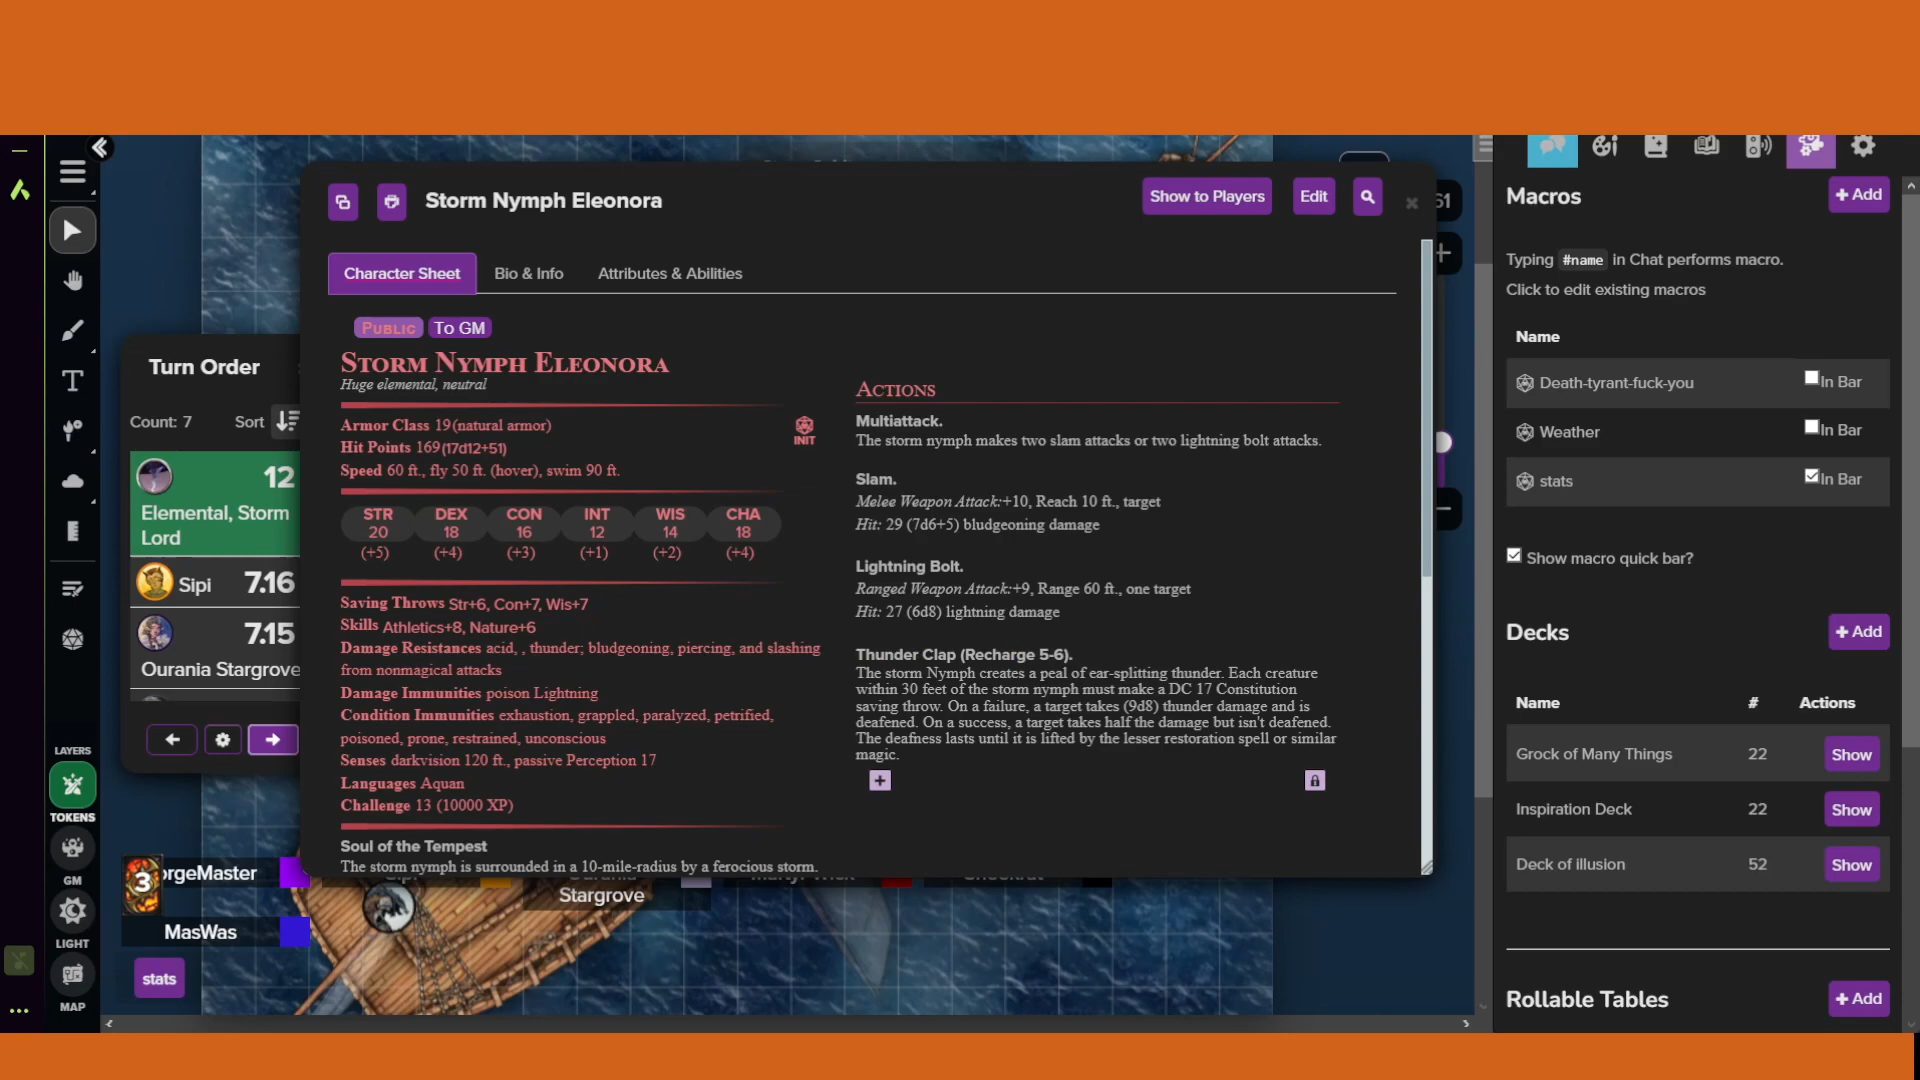 Storm Nymph Eleonora
Show to Players
Edit
61
Character Sheet
Bio & Info
Attributes & Abilities
PUBLIC
To GM
STORM NYMPH ELEONORA
Huge elemental, neutral
Armor Class 19(natural armor)
Hit Points 169(17d12+51)
Speed 60 ft., fly 50 ft. (hover), swim 90 ft.
INIT
STR DEX CON INT WIS CHA
20 18 16 12 14 18
(+5) (+4) (+3) (+1) (+2) (+4)
Saving Throws Str+6, Con+7, Wis+7
Skills Athletics+8, Nature+6
Damage Resistances acid, , thunder; bludgeoning, piercing, and slashing
from nonmagical attacks
Damage Immunities poison Lightning
Condition Immunities exhaustion, grappled, paralyzed, petrified,
poisoned, prone, restrained, unconscious
Senses darkvision 120 ft., passive Perception 17
Languages Aquan
Challenge 13 (10000 XP)
Soul of the Tempest
The storm nymph is surrounded in a 10-mile-radius by a ferocious storm.
ACTIONS
Multiattack.
The storm nymph makes two slam attacks or two lightning bolt attacks.
Slam.
Melee Weapon Attack:+10, Reach 10 ft., target
Hit: 29 (7d6+5) bludgeoning damage
Lightning Bolt.
Ranged Weapon Attack:+9, Range 60 ft., one target
Hit: 27 (6d8) lightning damage
Thunder Clap (Recharge 5-6).
The storm Nymph creates a peal of ear-splitting thunder. Each creature
within 30 feet of the storm nymph must make a DC 17 Constitution
saving throw. On a failure, a target takes (9d8) thunder damage and is
deafened. On a success, a target takes half the damage but isn't deafened.
The deafness lasts until it is lifted by the lesser restoration spell or similar
magic.
Turn Order
Count: 7
Sort
12
Elemental, Storm
Lord
Sipi 7.16
7.15
Ourania Stargrove
LAYERS
TOKENS
GM
LIGHT
MAP
3
orgeMaster
Stargrove
MasWas
stats
Macros
+ Add
Typing #name in Chat performs macro.
Click to edit existing macros
Name
Death-tyrant-fuck-you In Bar
Weather In Bar
stats In Bar
Show macro quick bar?
Decks
+ Add
Name # Actions
Grock of Many Things 22 Show
Inspiration Deck 22 Show
Deck of illusion 52 Show
Rollable Tables
+ Add